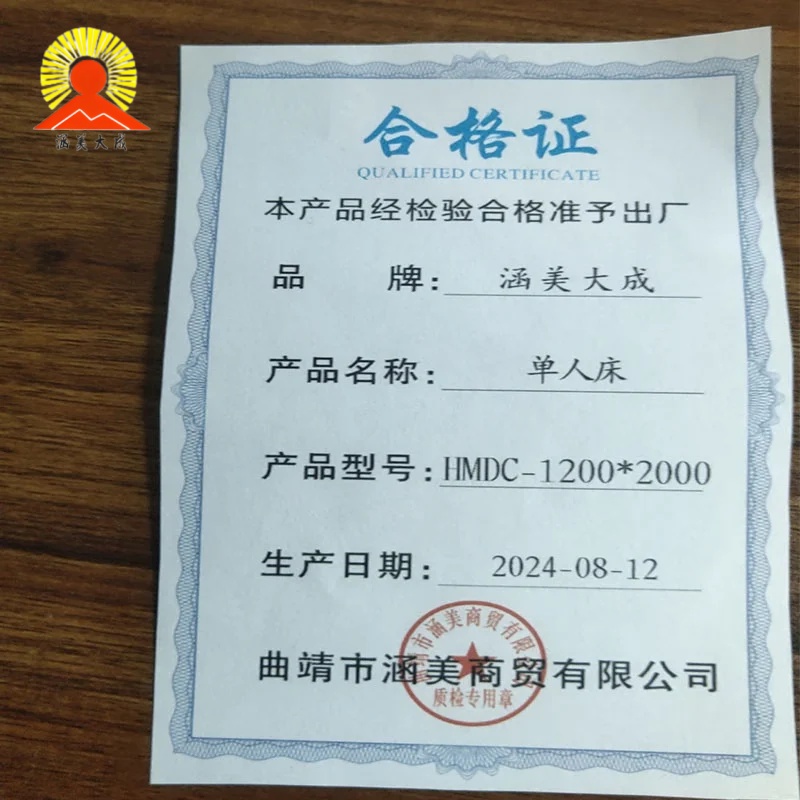 涵美大成
合格证
QUALIFIED CERTIFICATE
本产品经检验合格准予出厂
品 牌: 涵美大成
产品名称: 单人床
产品型号: HMDC-1200*2000
生产日期: 2024-08-12
曲靖市涵美商贸有限公司
曲靖市涵美商贸有限公司
质检专用章